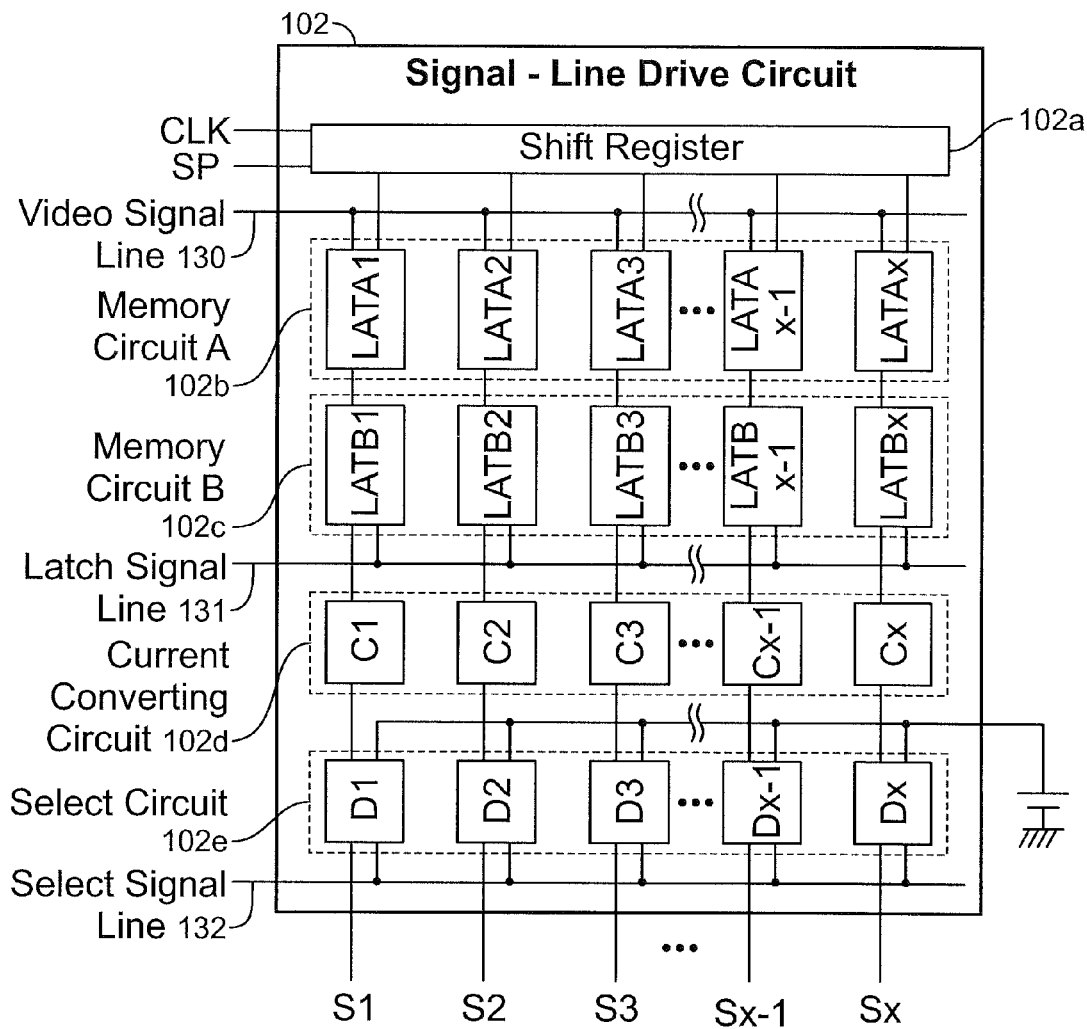 102
Signal - Line Drive Circuit
CLK
SP
Shift Register
102a
Video Signal
Line 130
Memory
Circuit A
102b
LATA1
LATA2
LATA3
•••
LATA
x-1
LATAx
Memory
Circuit B
102c
LATB1
LATB2
LATB3
•••
LATB
x-1
LATBx
Latch Signal
Line 131
Current
Converting
Circuit 102d
C1
C2
C3
•••
Cx-1
Cx
Select Circuit
102e
D1
D2
D3
•••
Dx-1
Dx
Select Signal
Line 132
•••
S1
S2
S3
Sx-1
Sx